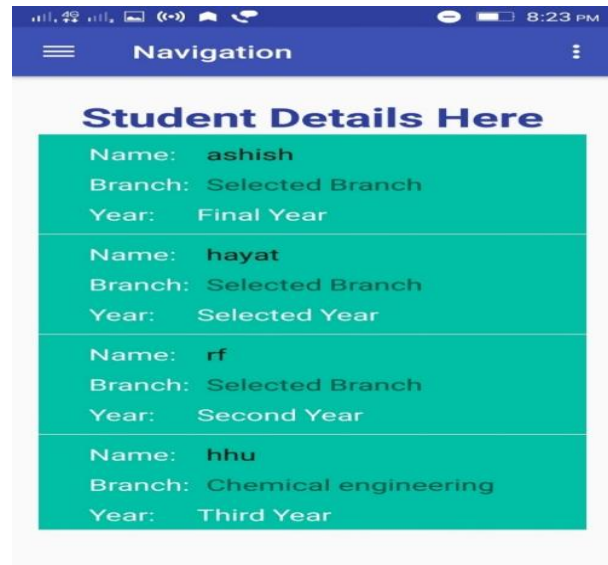 4G 8:23 PM
Navigation
Student Details Here
Name: ashish
Branch: Selected Branch
Year: Final Year
Name: hayat
Branch: Selected Branch
Year: Selected Year
Name: rf
Branch: Selected Branch
Year: Second Year
Name: hhu
Branch: Chemical engineering
Year: Third Year